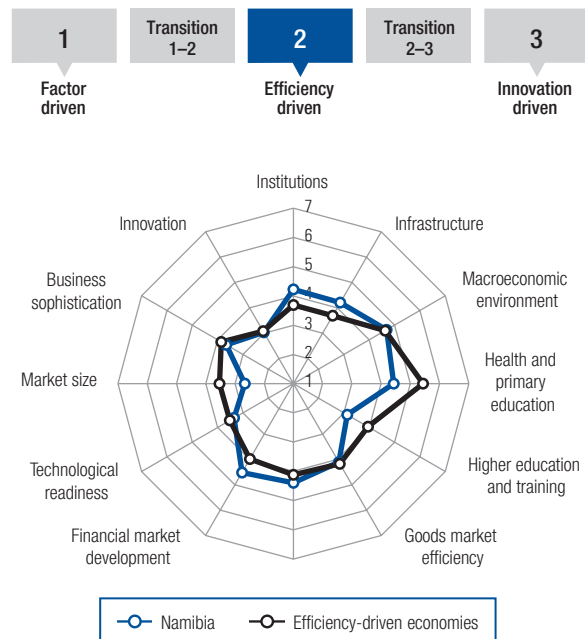 1
Transition
1–2
2
Transition
2–3
3
Factor
driven
Efficiency
driven
Innovation
driven
Institutions
7
Innovation
Infrastructure
6
5
Business
sophistication
Macroeconomic
environment
4
3
2
Market size
1
Health and
primary
education
Technological
readiness
Higher education
and training
Financial market
development
Goods market
efficiency
Namibia
Efficiency-driven economies